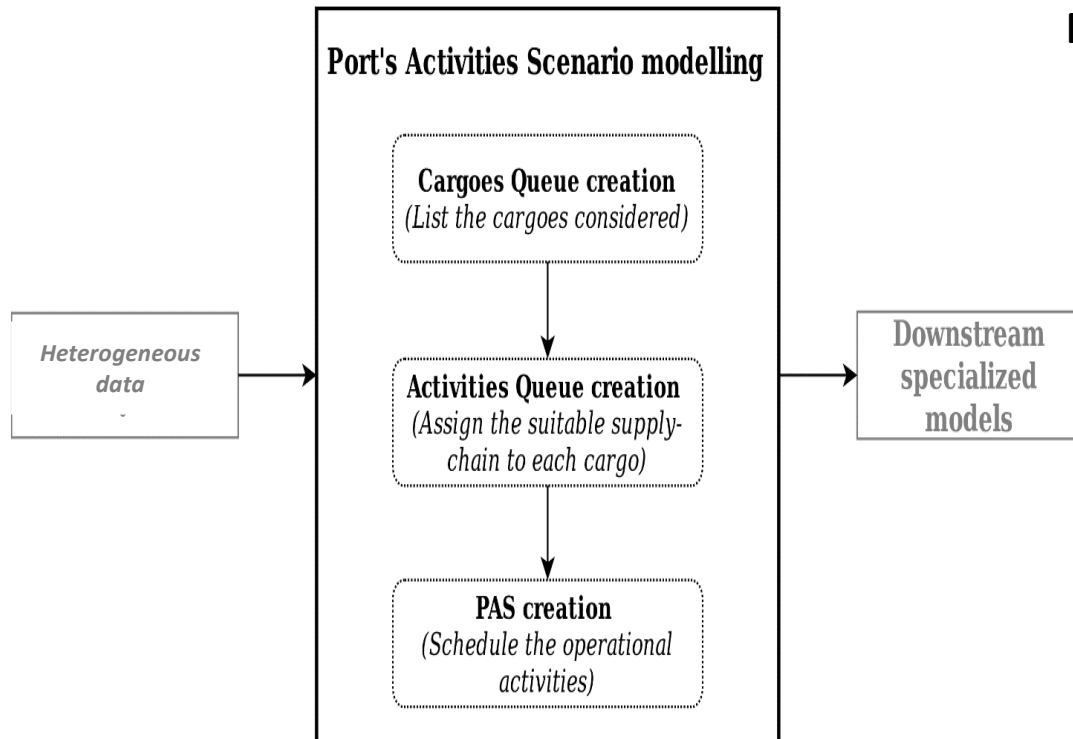 Port's Activities Scenario modelling
Cargoes Queue creation
(List the cargoes considered)
Heterogeneous
data
Activities Queue creation
(Assign the suitable supply-
chain to each cargo)
Downstream
specialized
models
PAS creation
(Schedule the operational
activities)